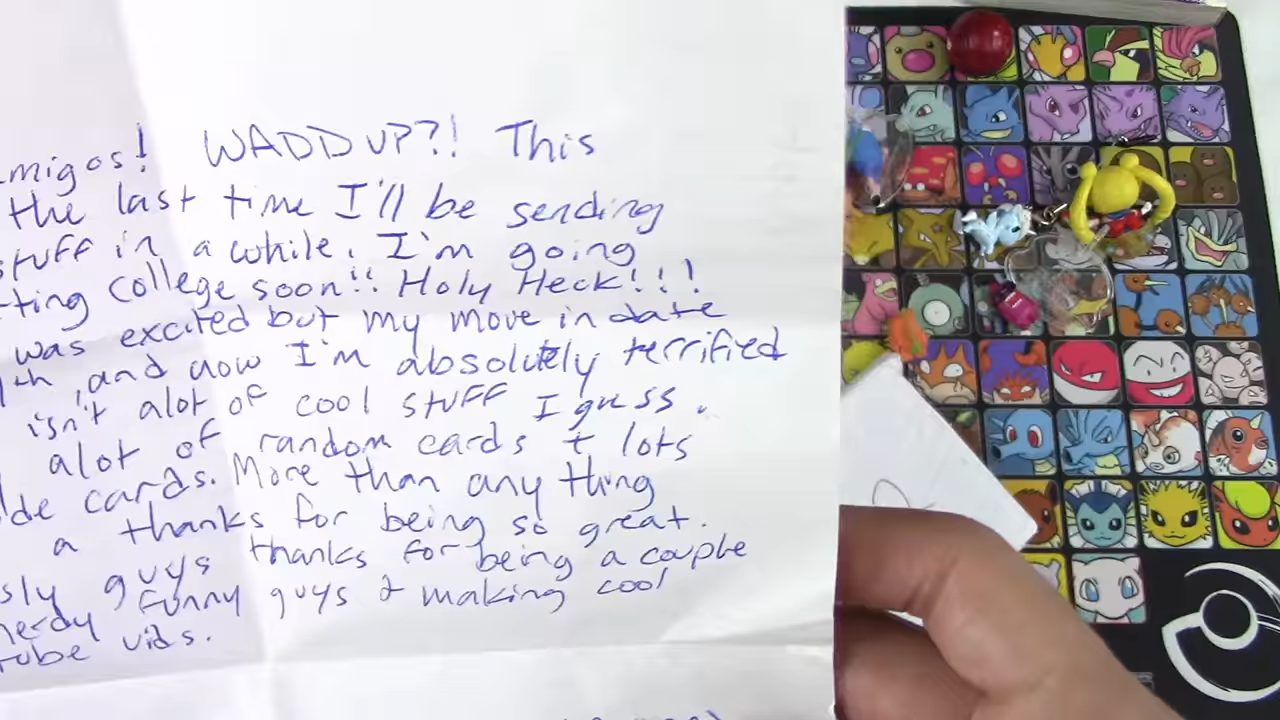 migos! WADDUP?! This
the last time I'll be sending
stuff in a while. I'm going
ting college soon!! Holy Heck!!!
was excited but my move in date
th, and now I'm absolutely terrified
isn't alot of cool stuff I guess.
alot of random cards & lots
de cards. More than any thing
a thanks for being so great.
sly guys thanks for being a couple
nerdy funny guys & making cool
tube vids.